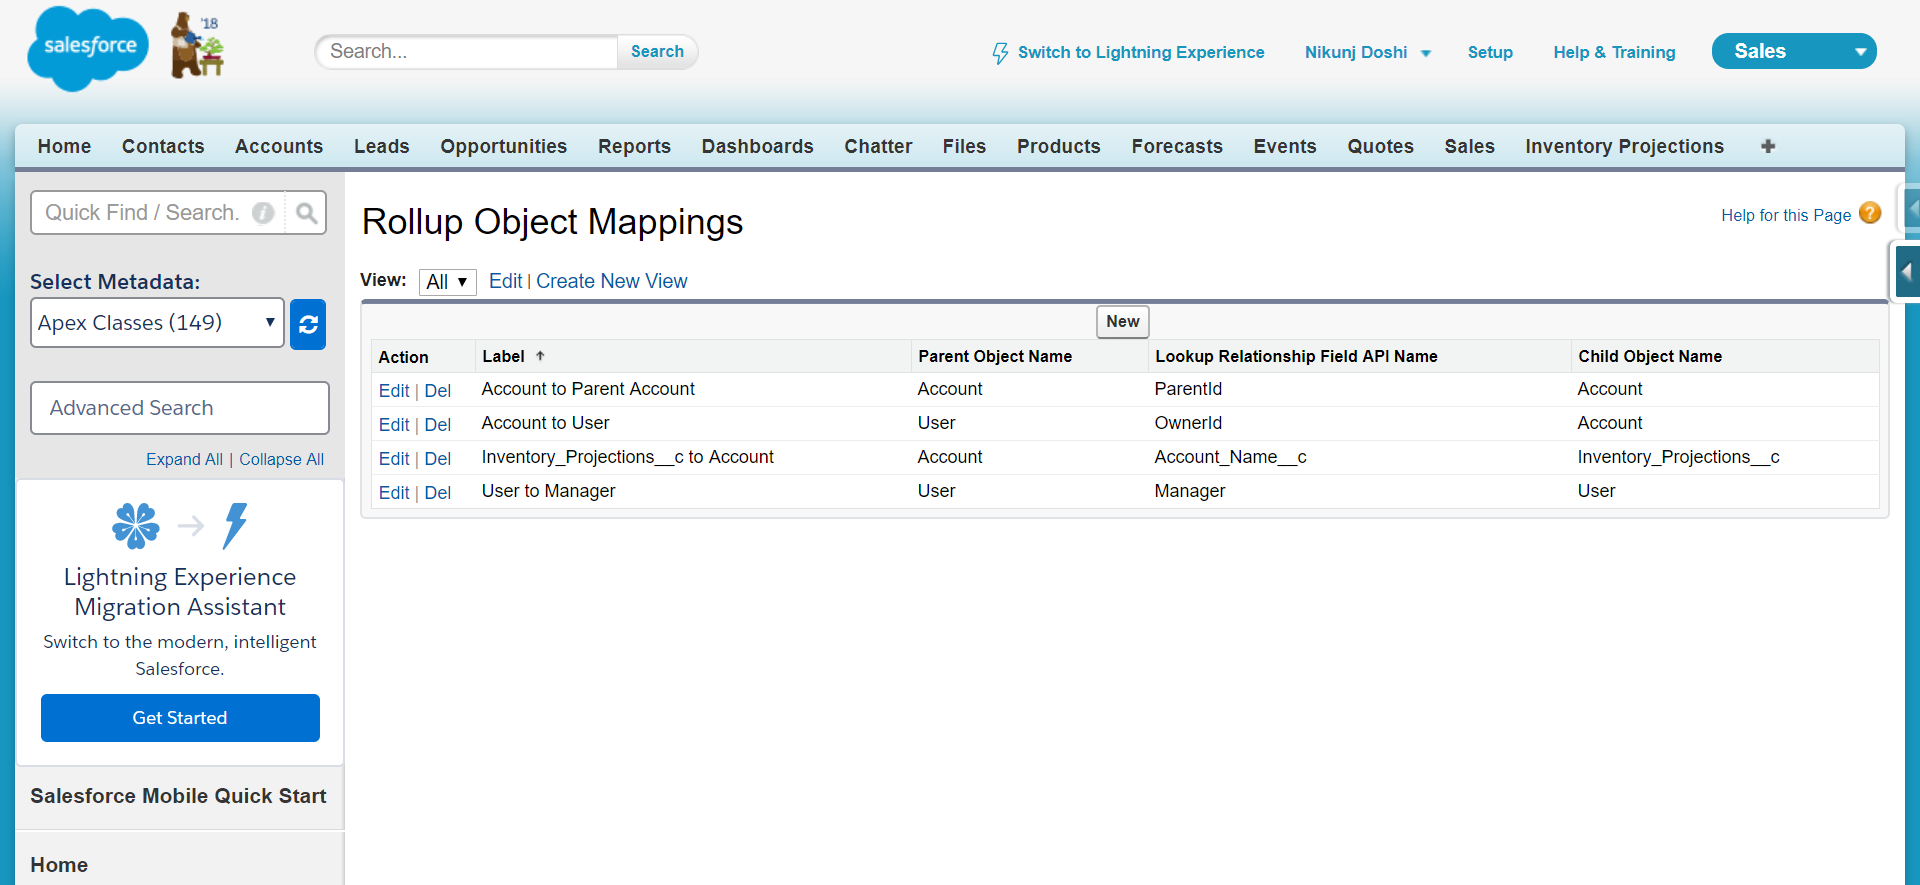 salesforce
'18
Search...
Search
Switch to Lightning Experience
Nikunj Doshi
Setup
Help & Training
Sales
Home Contacts Accounts Leads Opportunities Reports Dashboards Chatter Files Products Forecasts Events Quotes Sales Inventory Projections
Quick Find / Search.
Select Metadata:
Apex Classes (149)
Advanced Search
Expand All | Collapse All
Lightning Experience
Migration Assistant
Switch to the modern, intelligent
Salesforce.
Get Started
Salesforce Mobile Quick Start
Home
Rollup Object Mappings
Help for this Page
View: All Edit | Create New View
New
Action Label Parent Object Name Lookup Relationship Field API Name Child Object Name
Edit | Del Account to Parent Account Account ParentId Account
Edit | Del Account to User User OwnerId Account
Edit | Del Inventory_Projections__c to Account Account Account_Name__c Inventory_Projections__c
Edit | Del User to Manager User Manager User